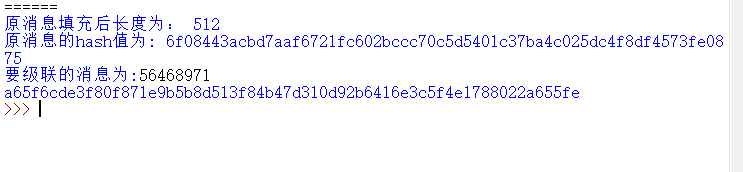 ======
原消息填充后长度为： 512
原消息的hash值为: 6f08443acbd7aaf6721fc602bccc70c5d5401c37ba4c025dc4f8df4573fe08
75
要级联的消息为:56468971
a65f6cde3f80f871e9b5b8d513f84b47d310d92b6416e3c5f4e1788022a655fe
>>>